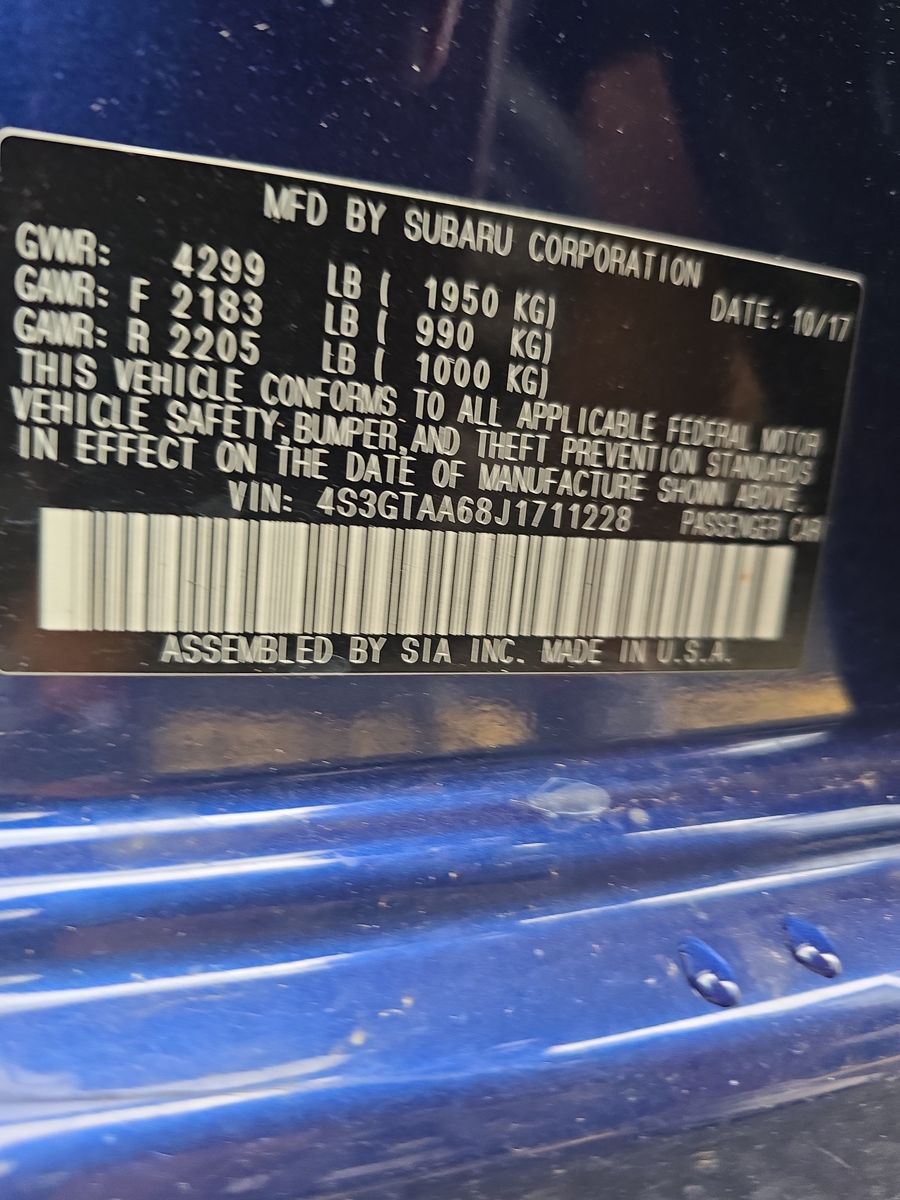 MFD BY SUBARU CORPORATION
GVWR: 4299 LB ( 1950 KG) DATE: 10/17
GAWR: F 2183 LB ( 990 KG)
GAWR: R 2205 LB ( 1000 KG)
THIS VEHICLE CONFORMS TO ALL APPLICABLE FEDERAL MOTOR
VEHICLE SAFETY, BUMPER, AND THEFT PREVENTION STANDARDS
IN EFFECT ON THE DATE OF MANUFACTURE SHOWN ABOVE.
VIN: 4S3GTAA68J1711228 PASSENGER CAR
ASSEMBLED BY SIA INC. MADE IN U.S.A.